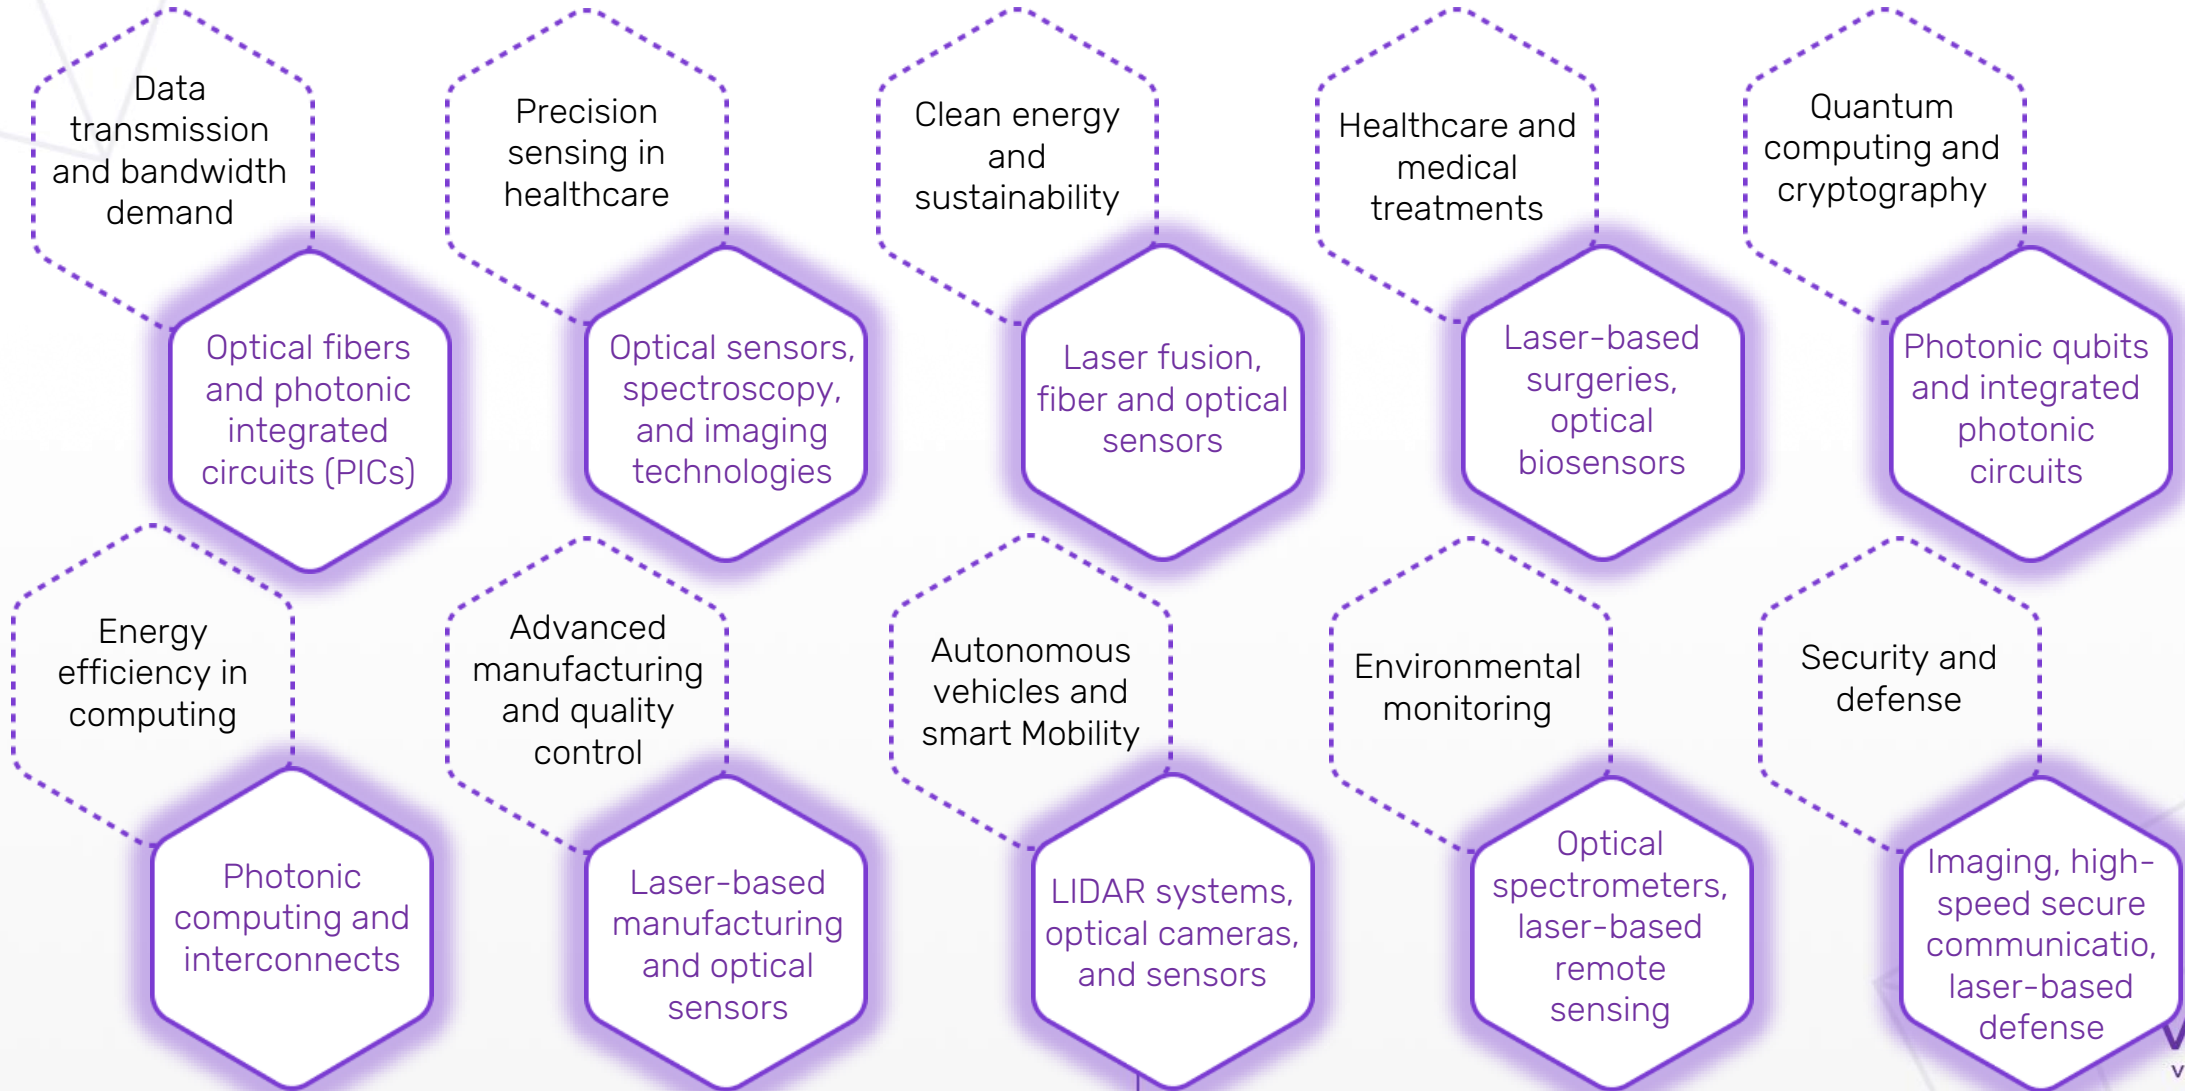 Data
transmission
and bandwidth
demand
Optical fibers
and photonic
integrated
circuits (PICs)
Precision
sensing in
healthcare
Optical sensors,
spectroscopy,
and imaging
technologies
Clean energy
and
sustainability
Laser fusion,
fiber and optical
sensors
Healthcare and
medical
treatments
Laser-based
surgeries,
optical
biosensors
Quantum
computing and
cryptography
Photonic qubits
and integrated
photonic
circuits
Energy
efficiency in
computing
Photonic
computing and
interconnects
Advanced
manufacturing
and quality
control
Laser-based
manufacturing
and optical
sensors
Autonomous
vehicles and
smart Mobility
LIDAR systems,
optical cameras,
and sensors
Environmental
monitoring
Optical
spectrometers,
laser-based
remote
sensing
Security and
defense
Imaging, high-
speed secure
communicatio,
laser-based
defense